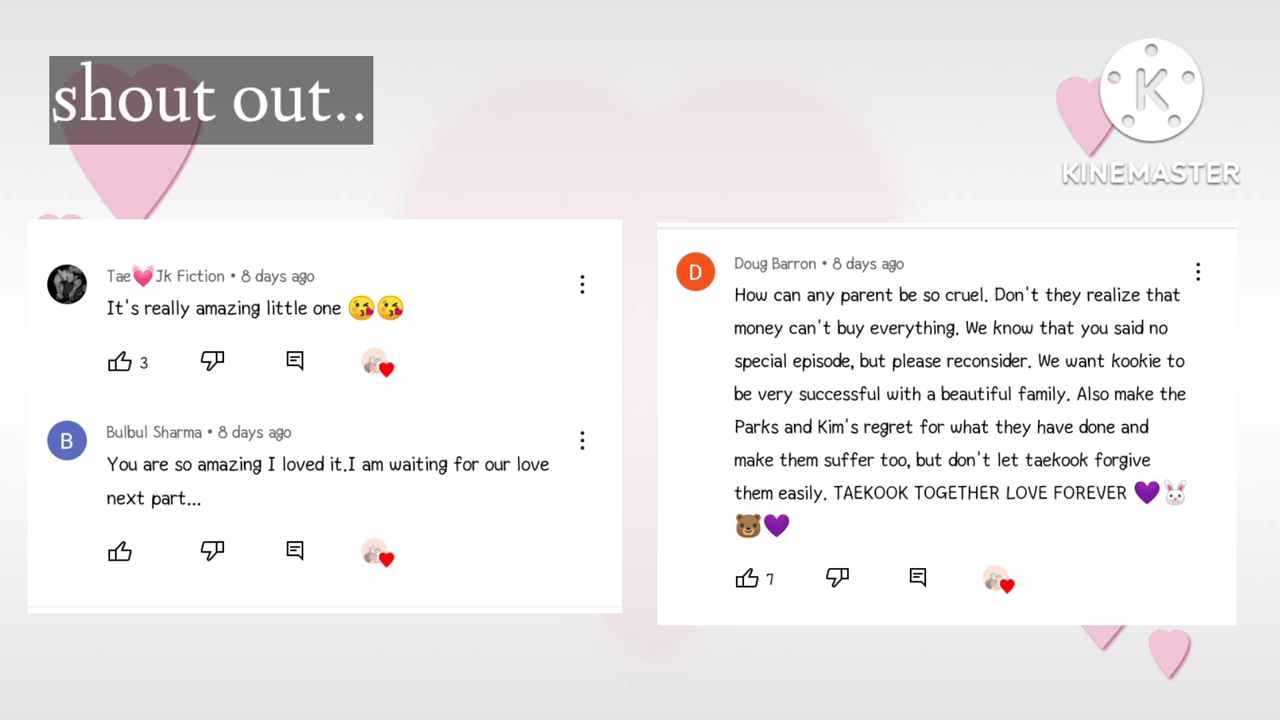 shout out..
K
KINEMASTER
Tae💓Jk Fiction • 8 days ago
It's really amazing little one 😘😘
3
B
Bulbul Sharma • 8 days ago
You are so amazing I loved it.I am waiting for our love
next part...
D
Doug Barron • 8 days ago
How can any parent be so cruel. Don't they realize that
money can't buy everything. We know that you said no
special episode, but please reconsider. We want kookie to
be very successful with a beautiful family. Also make the
Parks and Kim's regret for what they have done and
make them suffer too, but don't let taekook forgive
them easily. TAEKOOK TOGETHER LOVE FOREVER 💜🐰
🐻💜
7